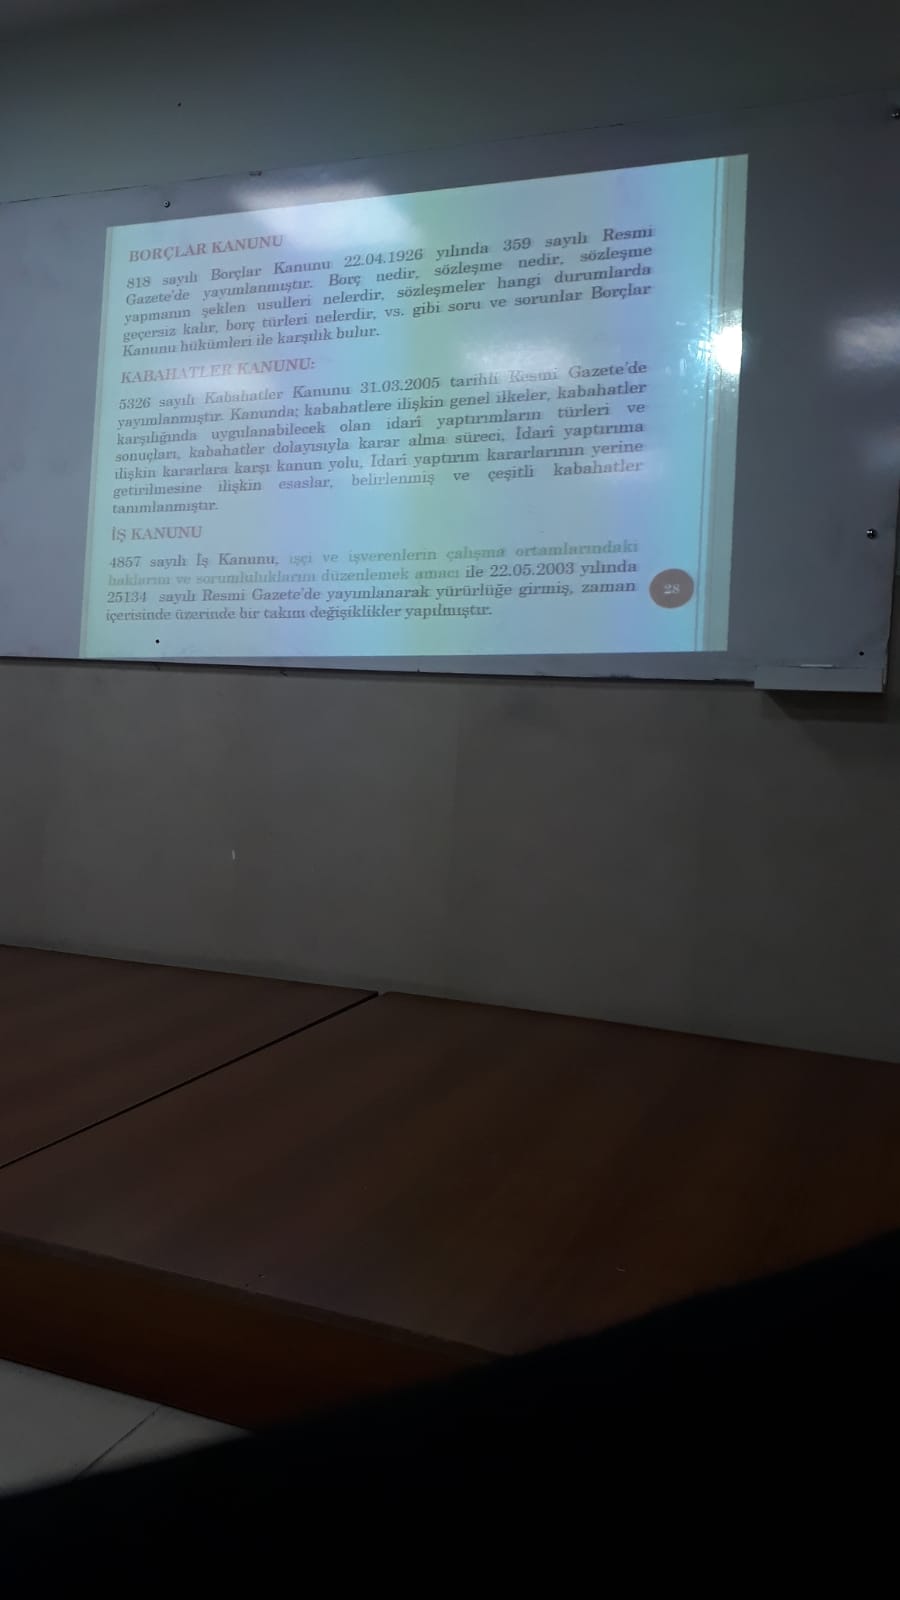 BORÇLAR KANUNU
818 sayılı Borçlar Kanunu 22.04.1926 yılında 359 sayılı Resmi
Gazete'de yayımlanmıştır. Borç nedir, sözleşme nedir, sözleşme
yapmanın şeklen usulleri nelerdir, sözleşmeler hangi durumlarda
geçersiz kalır, borç türleri nelerdir, vs. gibi soru ve sorunlar Borçlar
Kanunu hükümleri ile karşılık bulur.
KABAHATLER KANUNU:
5326 sayılı Kabahatler Kanunu 31.03.2005 tarihli Resmi Gazete'de
yayımlanmıştır. Kanunda; kabahatlere ilişkin genel ilkeler, kabahatler
karşılığında uygulanabilecek olan idarî yaptırımların türleri ve
sonuçları, kabahatler dolayısıyla karar alma süreci, İdarî yaptırıma
ilişkin kararlara karşı kanun yolu, İdarî yaptırım kararlarının yerine
getirilmesine ilişkin esaslar, belirlenmiş ve çeşitli kabahatler
tanımlanmıştır.
İŞ KANUNU
4857 sayılı İş Kanunu, işçi ve işverenlerin çalışma ortamlarındaki
haklarını ve sorumluluklarını düzenlemek amacı ile 22.05.2003 yılında
25134 sayılı Resmi Gazete'de yayımlanarak yürürlüğe girmiş, zaman
içerisinde üzerinde bir takım değişiklikler yapılmıştır.
28